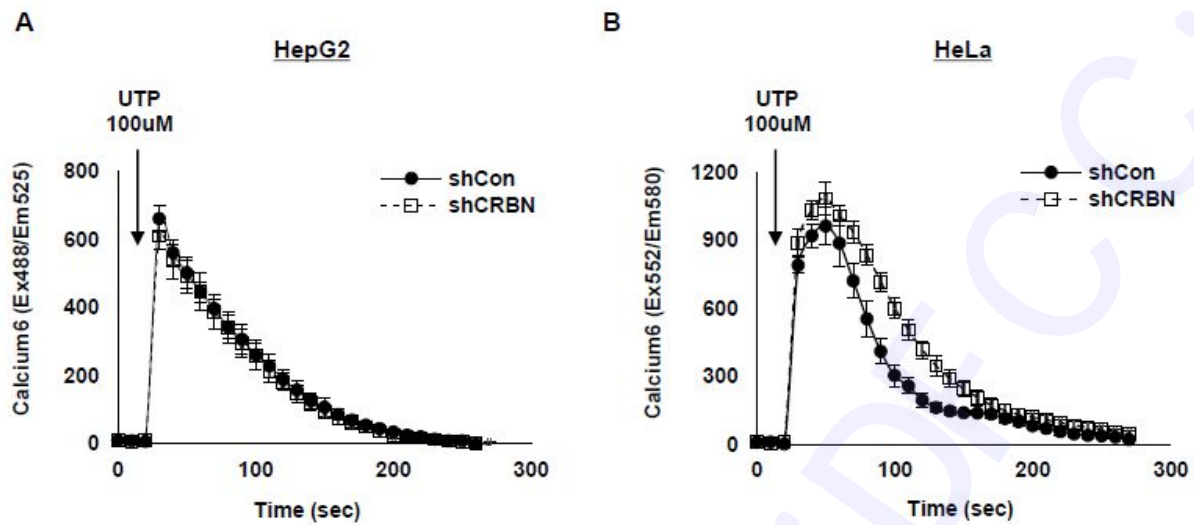 A
HepG2
UTP
100uM
shCon
shCRBN
Calcium6 (Ex488/Em525)
800
600
400
200
0
0
100
200
300
Time (sec)
B
HeLa
UTP
100uM
shCon
shCRBN
Calcium6 (Ex552/Em580)
1200
900
600
300
0
0
100
200
300
Time (sec)